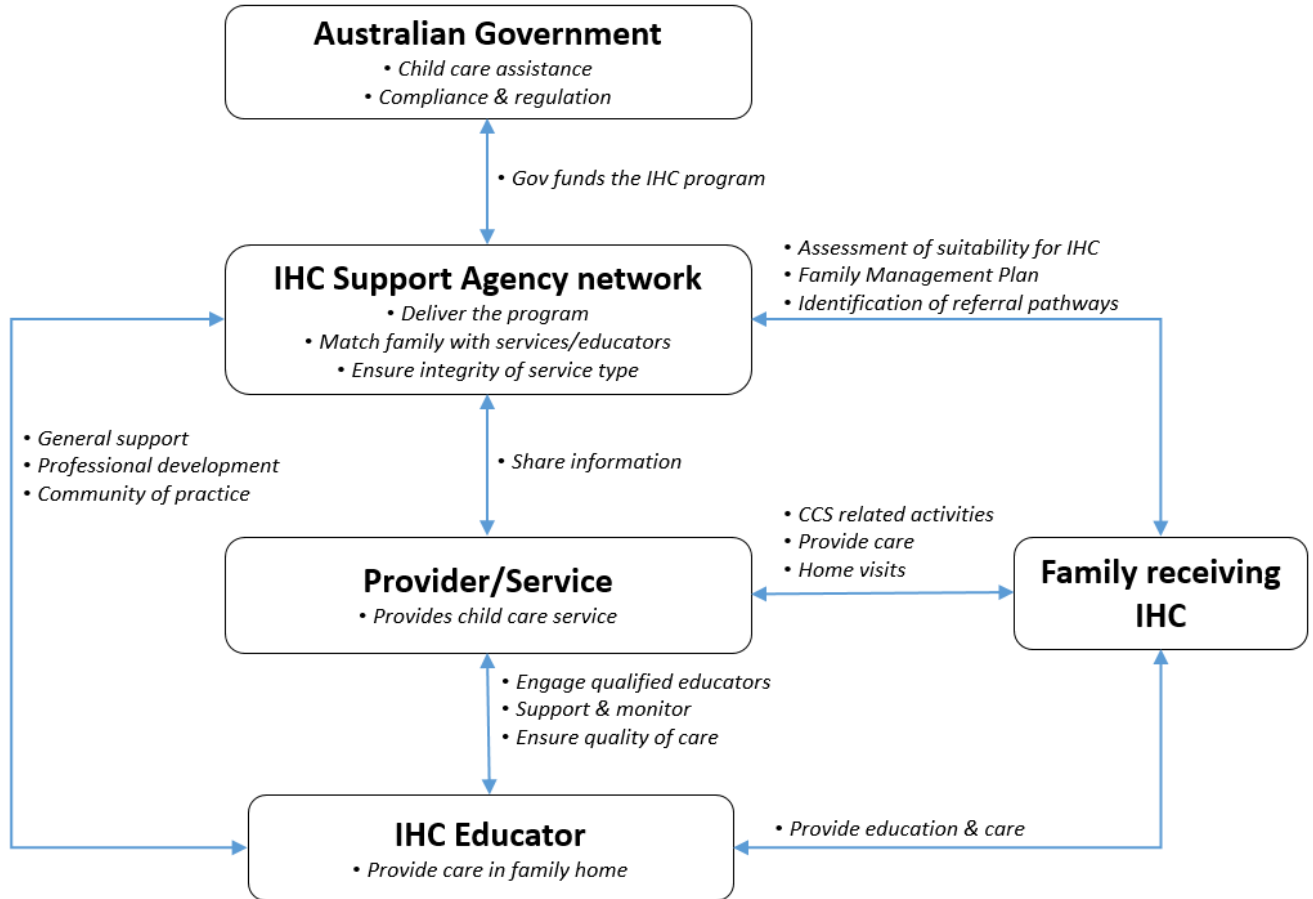 Australian Government
• Child care assistance
• Compliance & regulation
• Gov funds the IHC program
IHC Support Agency network
• Deliver the program
• Match family with services/educators
• Ensure integrity of service type
• Assessment of suitability for IHC
• Family Management Plan
• Identification of referral pathways
• General support
• Professional development
• Community of practice
• Share information
Provider/Service
• Provides child care service
• CCS related activities
• Provide care
• Home visits
Family receiving
IHC
• Engage qualified educators
• Support & monitor
• Ensure quality of care
IHC Educator
• Provide care in family home
• Provide education & care